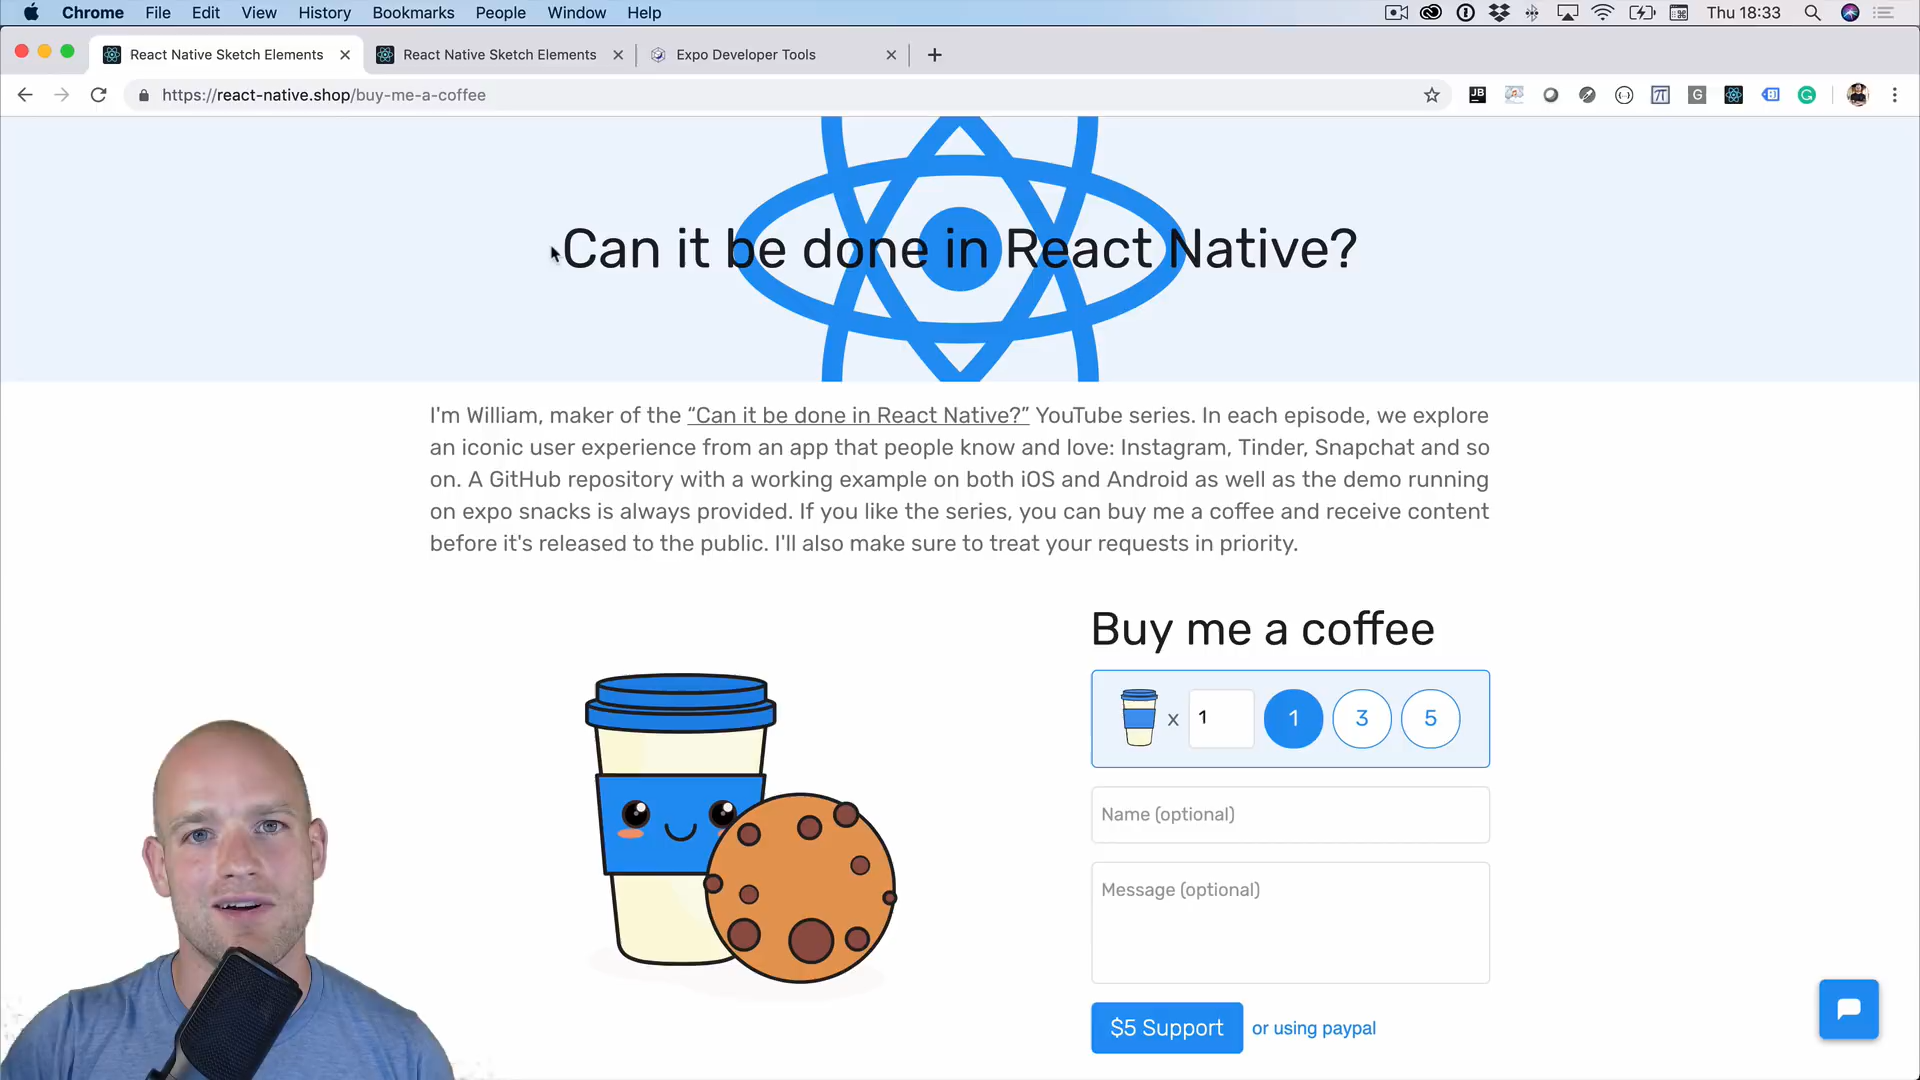 Chrome File Edit View History Bookmarks People Window Help Thu 18:33
React Native Sketch Elements React Native Sketch Elements Expo Developer Tools
https://react-native.shop/buy-me-a-coffee
Can it be done in React Native?
I'm William, maker of the “Can it be done in React Native?” YouTube series. In each episode, we explore
an iconic user experience from an app that people know and love: Instagram, Tinder, Snapchat and so
on. A GitHub repository with a working example on both iOS and Android as well as the demo running
on expo snacks is always provided. If you like the series, you can buy me a coffee and receive content
before it's released to the public. I'll also make sure to treat your requests in priority.
Buy me a coffee
x 1 1 3 5
Name (optional)
Message (optional)
$5 Support or using paypal